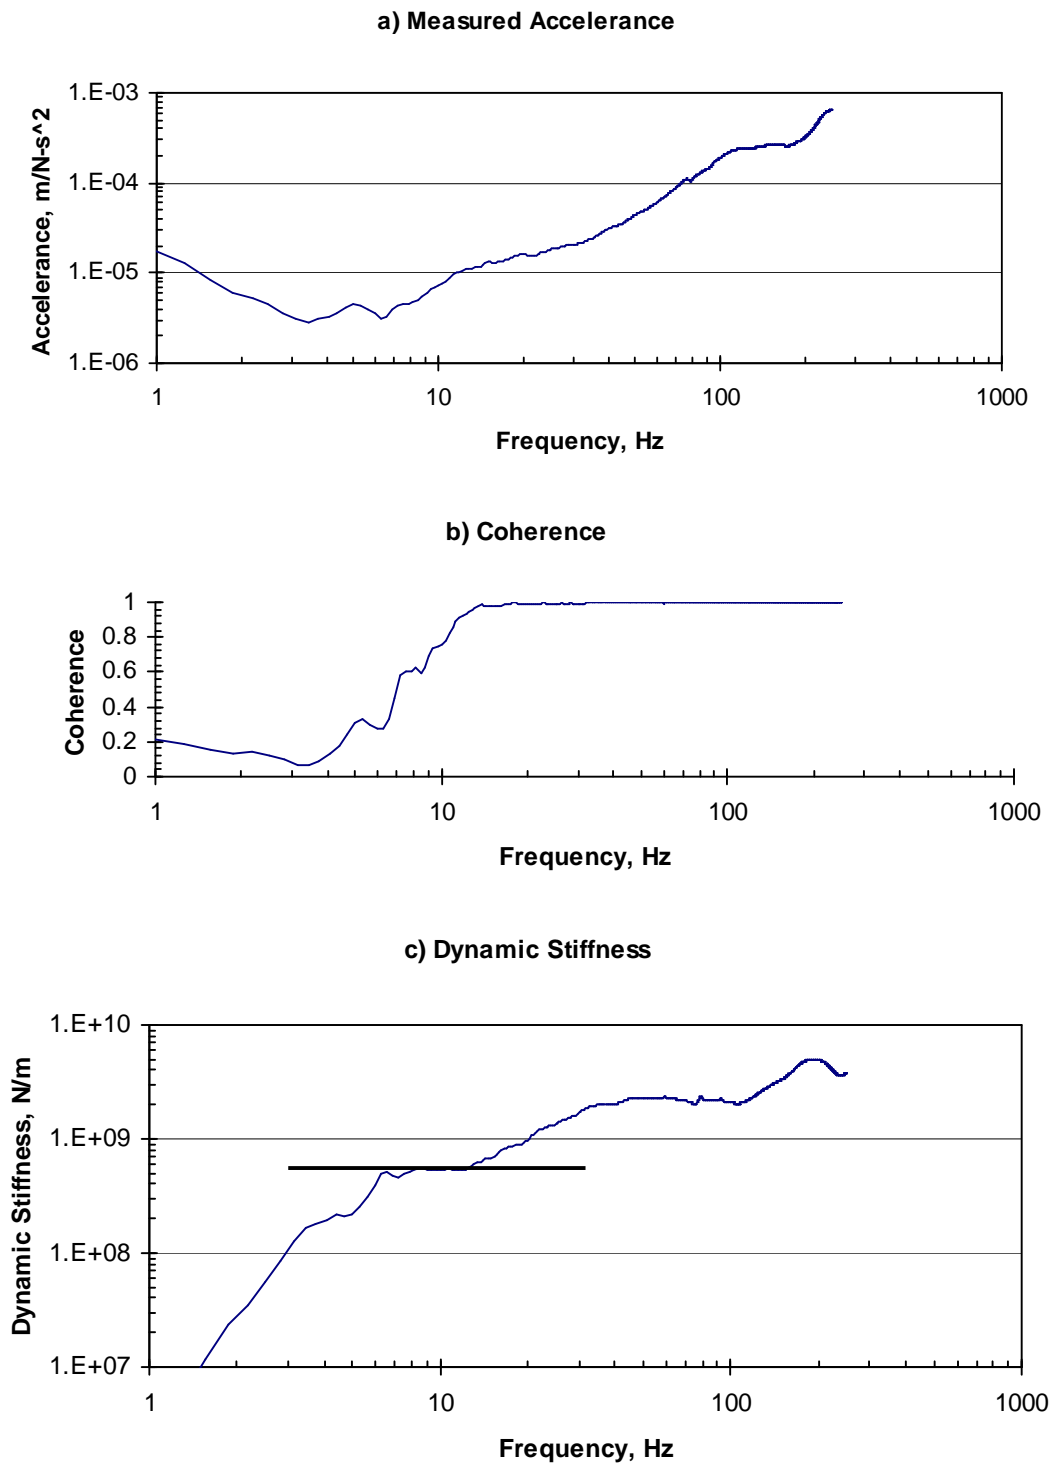 a) Measured Accelerance
1.E-03
1.E-04
1.E-05
1.E-06
Accelerance, m/N-s^2
1 10 100 1000
Frequency, Hz
b) Coherence
1
0.8
0.6
0.4
0.2
0
Coherence
1 10 100 1000
Frequency, Hz
c) Dynamic Stiffness
1.E+10
1.E+09
1.E+08
1.E+07
Dynamic Stiffness, N/m
1 10 100 1000
Frequency, Hz